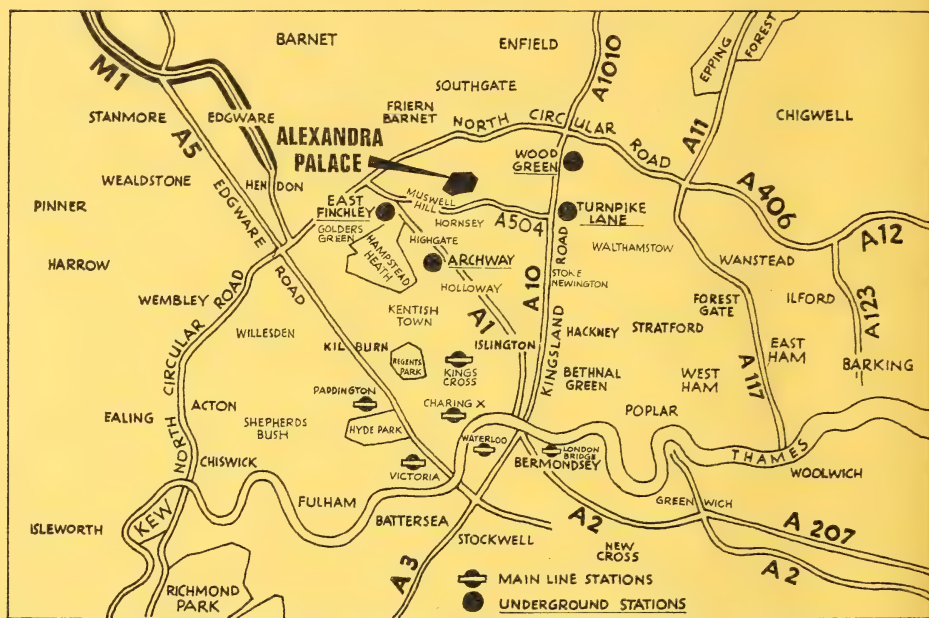 BARNET
ENFIELD
EPPING
FOREST
M1
A1010
SOUTHGATE
STANMORE
EDGWARE
FRIERN
BARNET
NORTH CIRCULAR ROAD
A11
CHIGWELL
A5
ALEXANDRA
PALACE
WOOD
GREEN
WEALDSTONE
HENDON
MUSWELL
HILL
A406
PINNER
EDGWARE ROAD
EAST
FINCHLEY
TURNPIKE
LANE
A12
GOLDERS
GREEN
HORNSEY
A504
HIGHGATE
WALTHAMSTOW
HARROW
HAMPSTEAD
HEATH
ARCHWAY
WANSTEAD
A10
KINGSLAND ROAD
STOKE
NEWINGTON
HOLLOWAY
WEMBLEY
KENTISH
TOWN
A1
FOREST
GATE
ILFORD
A123
NORTH CIRCULAR ROAD
WILLESDEN
HACKNEY
STRATFORD
KILBURN
ISLINGTON
EAST
HAM
REGENTS
PARK
KINGS
CROSS
BETHNAL
GREEN
WEST
HAM
BARKING
A117
PADDINGTON
EALING
ACTON
CHARING X
POPLAR
SHEPHERDS
BUSH
HYDE PARK
WATERLOO
LONDON
BRIDGE
THAMES
CHISWICK
VICTORIA
BERMONDSEY
WOOLWICH
KEW
FULHAM
GREENWICH
ISLEWORTH
BATTERSEA
A2
A 207
STOCKWELL
NEW
CROSS
A3
A2
RICHMOND
PARK
MAIN LINE STATIONS
UNDERGROUND STATIONS